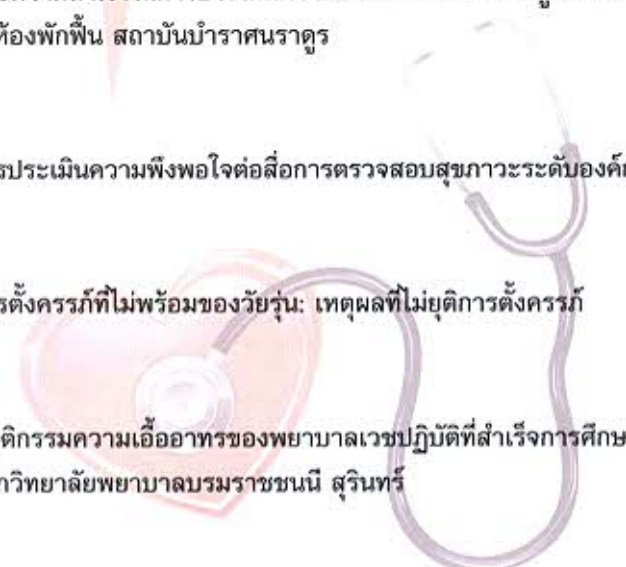 ห้องพักฟื้น สถาบันบำราศนราดูร
รประเมินความพึงพอใจต่อสื่อการตรวจสอบสุขภาวะระดับองค์
รตั้งครรภ์ที่ไม่พร้อมของวัยรุ่น: เหตุผลที่ไม่ยุติการตั้งครรภ์
ติกรรมความเอื้ออาทรของพยาบาลเวชปฏิบัติที่สำเร็จการศึกษ
กวิทยาลัยพยาบาลบรมราชชนนี สุรินทร์